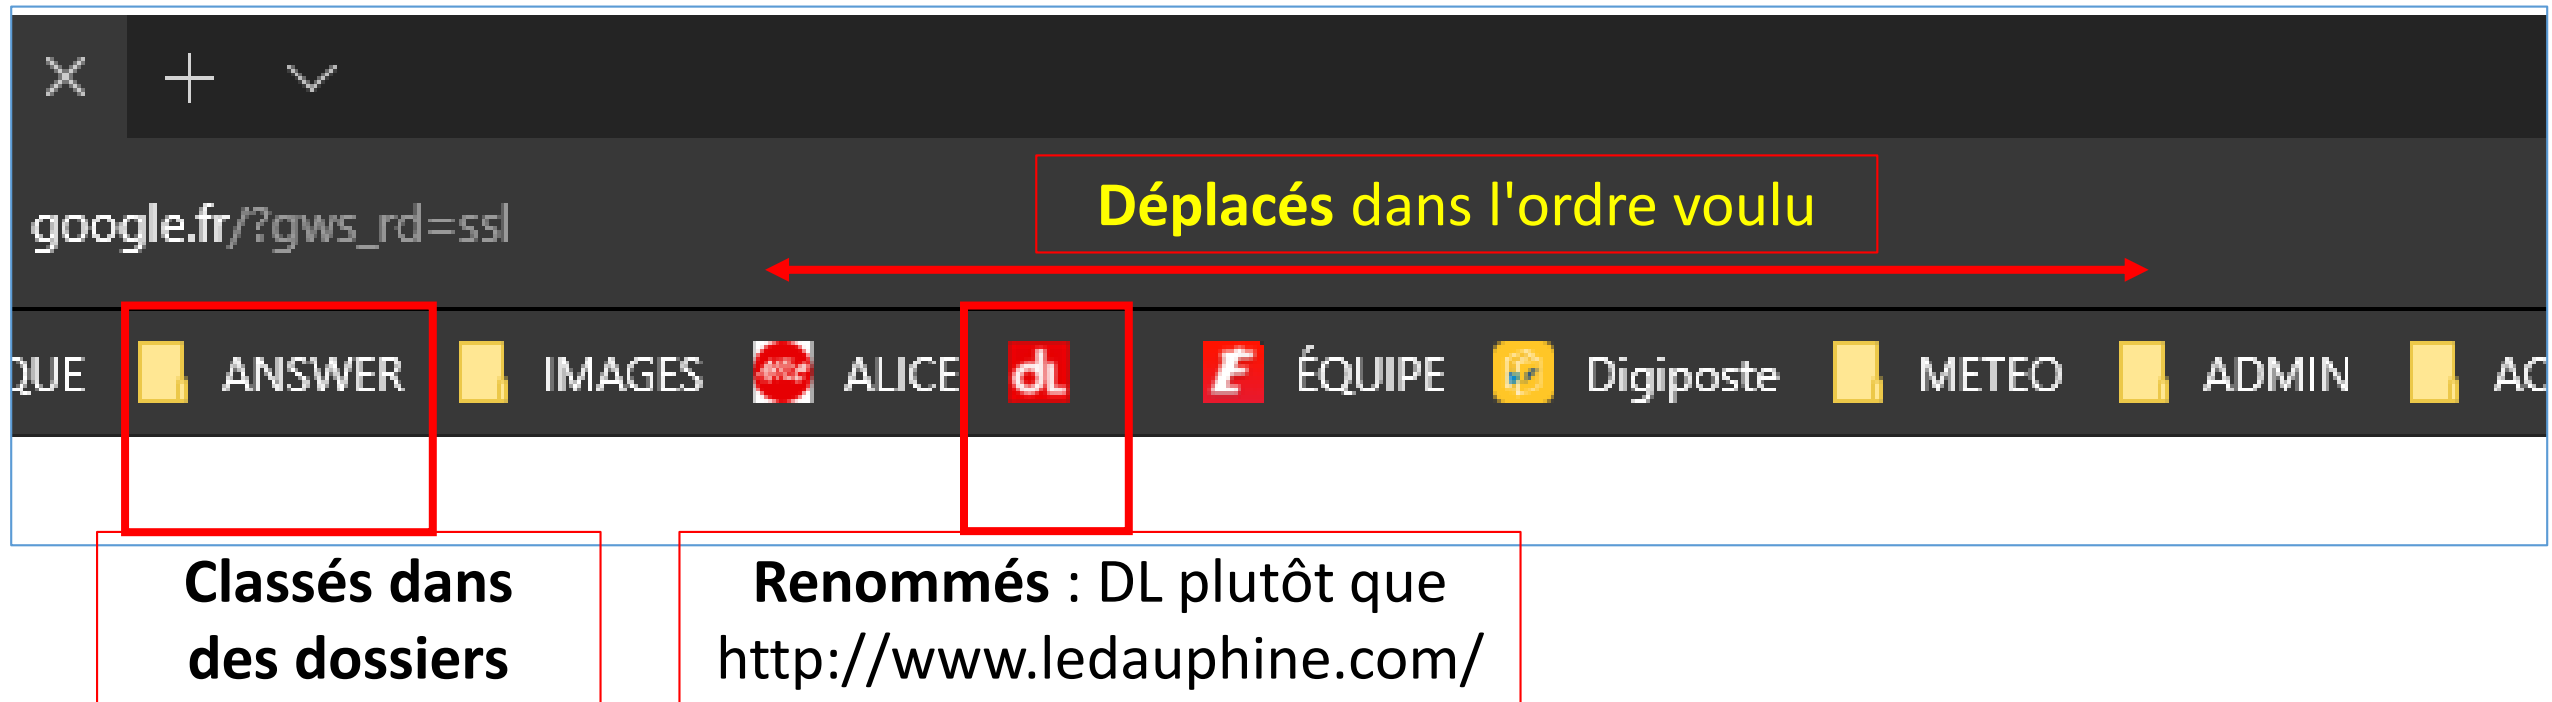 Déplacés dans l'ordre voulu
google.fr/?gws_rd=ssl
QUE ANSWER IMAGES ALICE dL E ÉQUIPE Digiposte METEO ADMIN AC
Classés dans
des dossiers
Renommés : DL plutôt que
http://www.ledauphine.com/